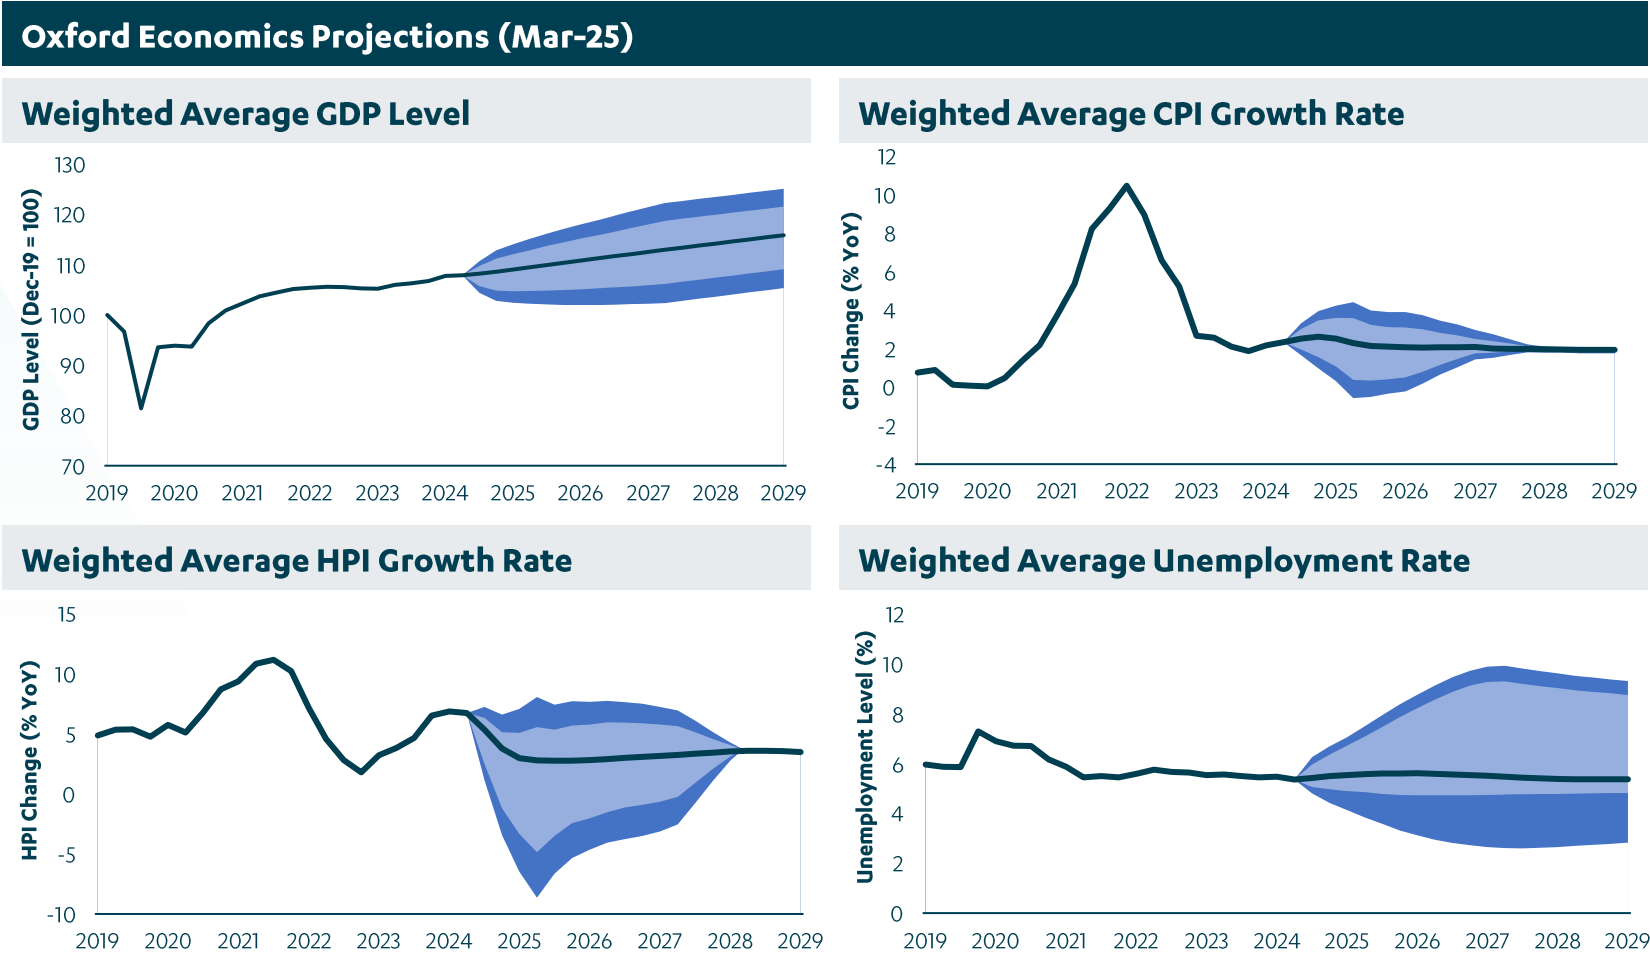 Oxford Economics Projections (Mar-25)
Weighted Average GDP Level
GDP Level (Dec-19 = 100)
130
120
110
100
90
80
70
2019 2020 2021 2022 2023 2024 2025 2026 2027 2028 2029
Weighted Average CPI Growth Rate
CPI Change (% YoY)
12
10
8
6
4
2
0
-2
-4
2019 2020 2021 2022 2023 2024 2025 2026 2027 2028 2029
Weighted Average HPI Growth Rate
HPI Change (% YoY)
15
10
5
0
-5
-10
2019 2020 2021 2022 2023 2024 2025 2026 2027 2028 2029
Weighted Average Unemployment Rate
Unemployment Level (%)
12
10
8
6
4
2
0
2019 2020 2021 2022 2023 2024 2025 2026 2027 2028 2029